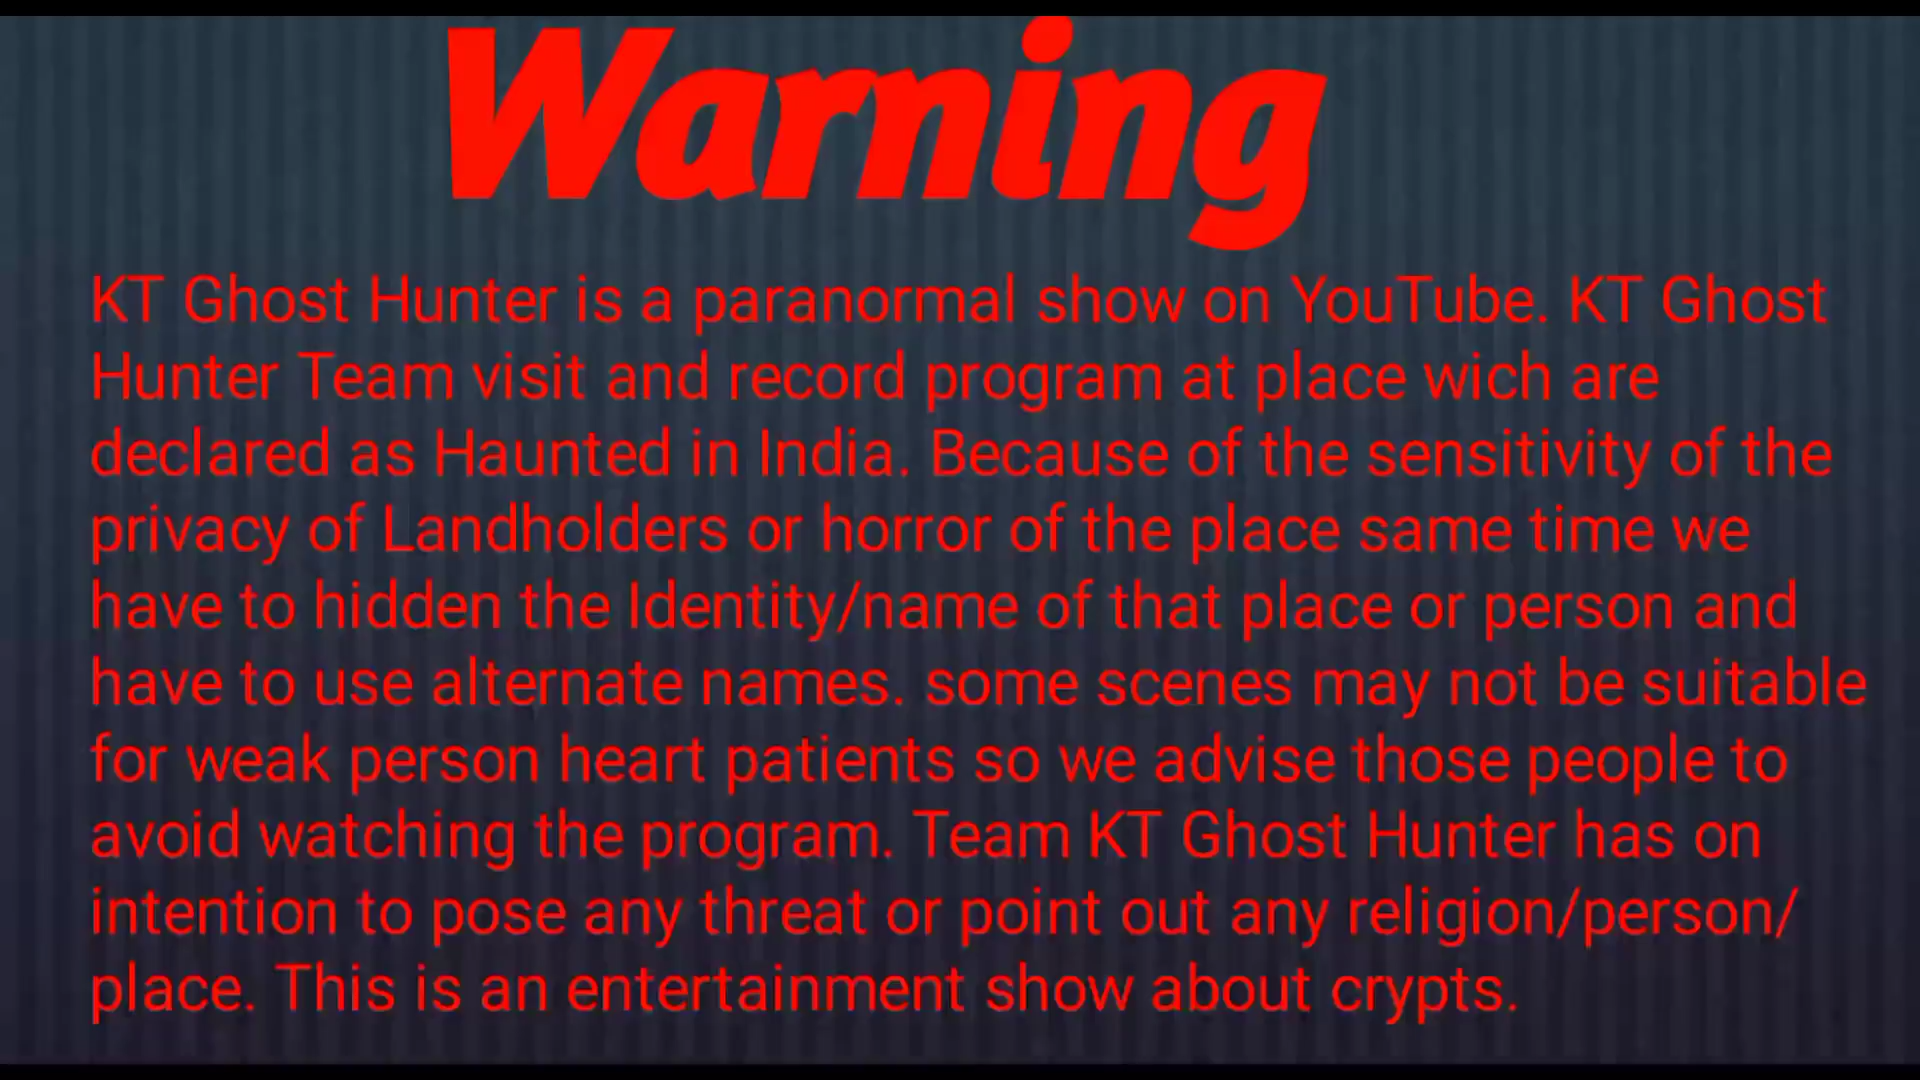 Warning
KT Ghost Hunter is a paranormal show on YouTube. KT Ghost
Hunter Team visit and record program at place wich are
declared as Haunted in India. Because of the sensitivity of the
privacy of Landholders or horror of the place same time we
have to hidden the Identity/name of that place or person and
have to use alternate names. some scenes may not be suitable
for weak person heart patients so we advise those people to
avoid watching the program. Team KT Ghost Hunter has on
intention to pose any threat or point out any religion/person/
place. This is an entertainment show about crypts.